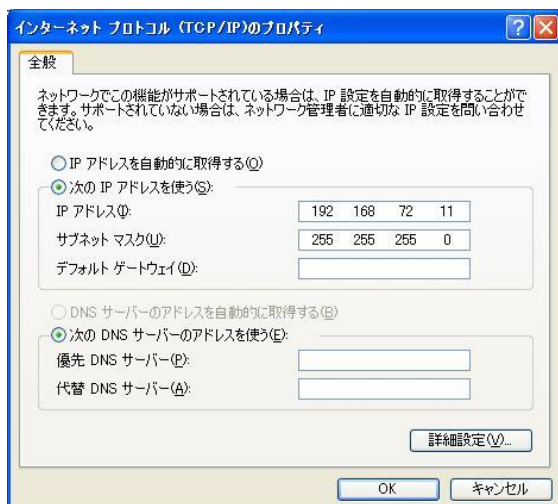 インターネット プロトコル (TCP/IP)のプロパティ
全般
ネットワークでこの機能がサポートされている場合は、IP 設定を自動的に取得することがで
きます。サポートされていない場合は、ネットワーク管理者に適切な IP 設定を問い合わせ
てください。
IP アドレスを自動的に取得する(O)
次の IP アドレスを使う(S):
IP アドレス(I): 192 168 72 11
サブネット マスク(U): 255 255 255 0
デフォルト ゲートウェイ(D):
DNS サーバーのアドレスを自動的に取得する(B)
次の DNS サーバーのアドレスを使う(E):
優先 DNS サーバー(P):
代替 DNS サーバー(A):
詳細設定(V)...
OK キャンセル